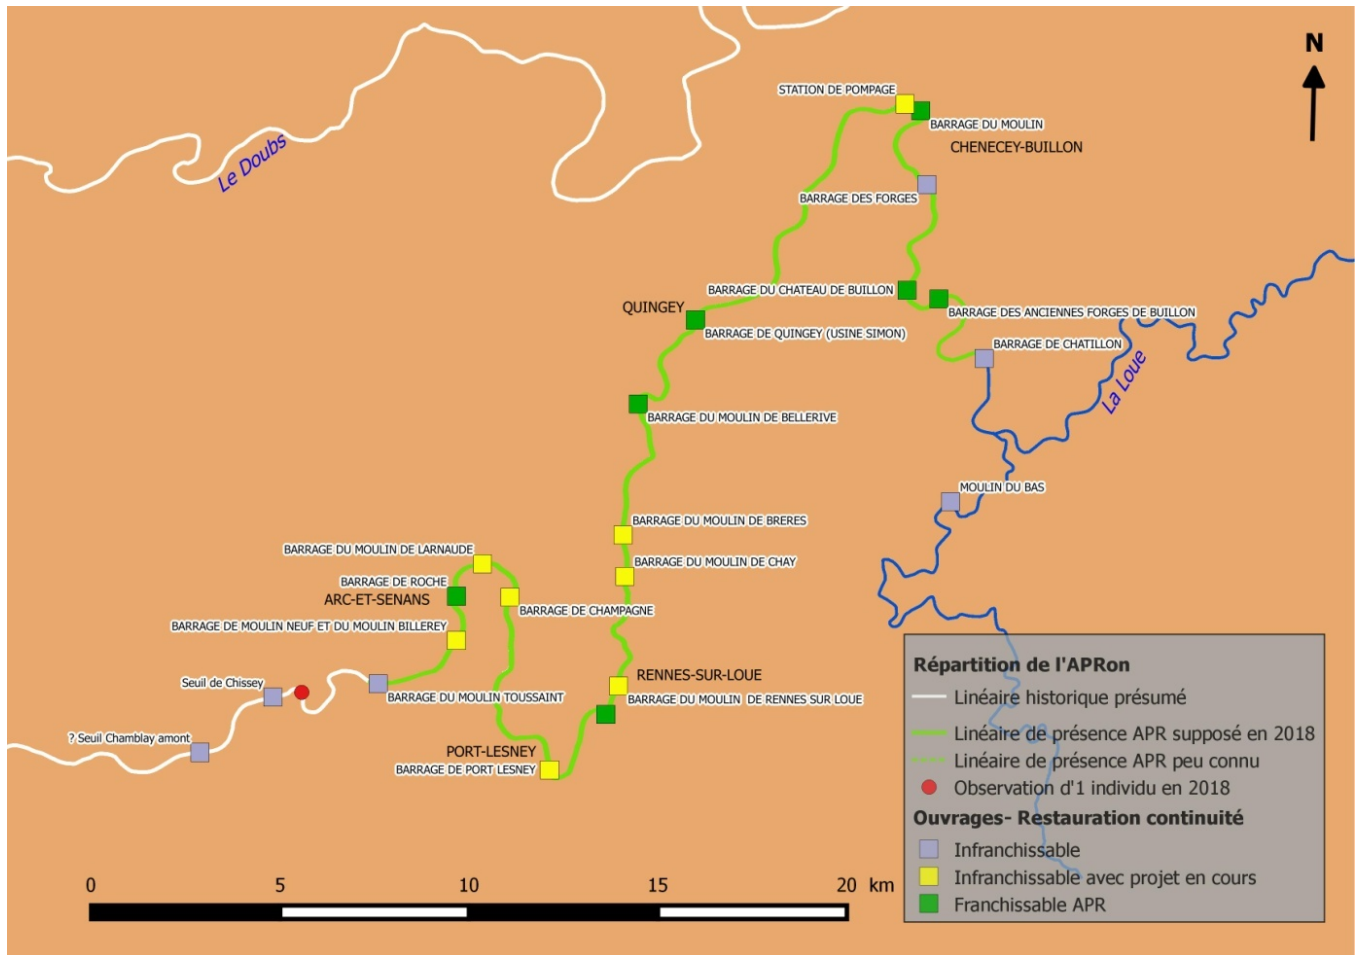 N
STATION DE POMPAGE
BARRAGE DU MOULIN
CHENECEY-BUILLON
Le Doubs
BARRAGE DES FORGES
BARRAGE DU CHATEAU DE BUILLON
QUINGEY
BARRAGE DES ANCIENNES FORGES DE BUILLON
BARRAGE DE QUINGEY (USINE SIMON)
BARRAGE DE CHATILLON
La Loue
BARRAGE DU MOULIN DE BELLERIVE
MOULIN DU BAS
BARRAGE DU MOULIN DE BRERES
BARRAGE DU MOULIN DE LARNAUDE
BARRAGE DU MOULIN DE CHAY
BARRAGE DE ROCHE
ARC-ET-SENANS
BARRAGE DE CHAMPAGNE
BARRAGE DE MOULIN NEUF ET DU MOULIN BILLEREY
RENNES-SUR-LOUE
Seuil de Chissey
BARRAGE DU MOULIN TOUSSAINT
BARRAGE DU MOULIN DE RENNES SUR LOUE
? Seuil Chamblay amont
PORT-LESNEY
BARRAGE DE PORT LESNEY
Répartition de l'APRon
Linéaire historique présumé
Linéaire de présence APR supposé en 2018
Linéaire de présence APR peu connu
Observation d'1 individu en 2018
Ouvrages- Restauration continuité
Infranchissable
Infranchissable avec projet en cours
Franchissable APR
0 5 10 15 20 km